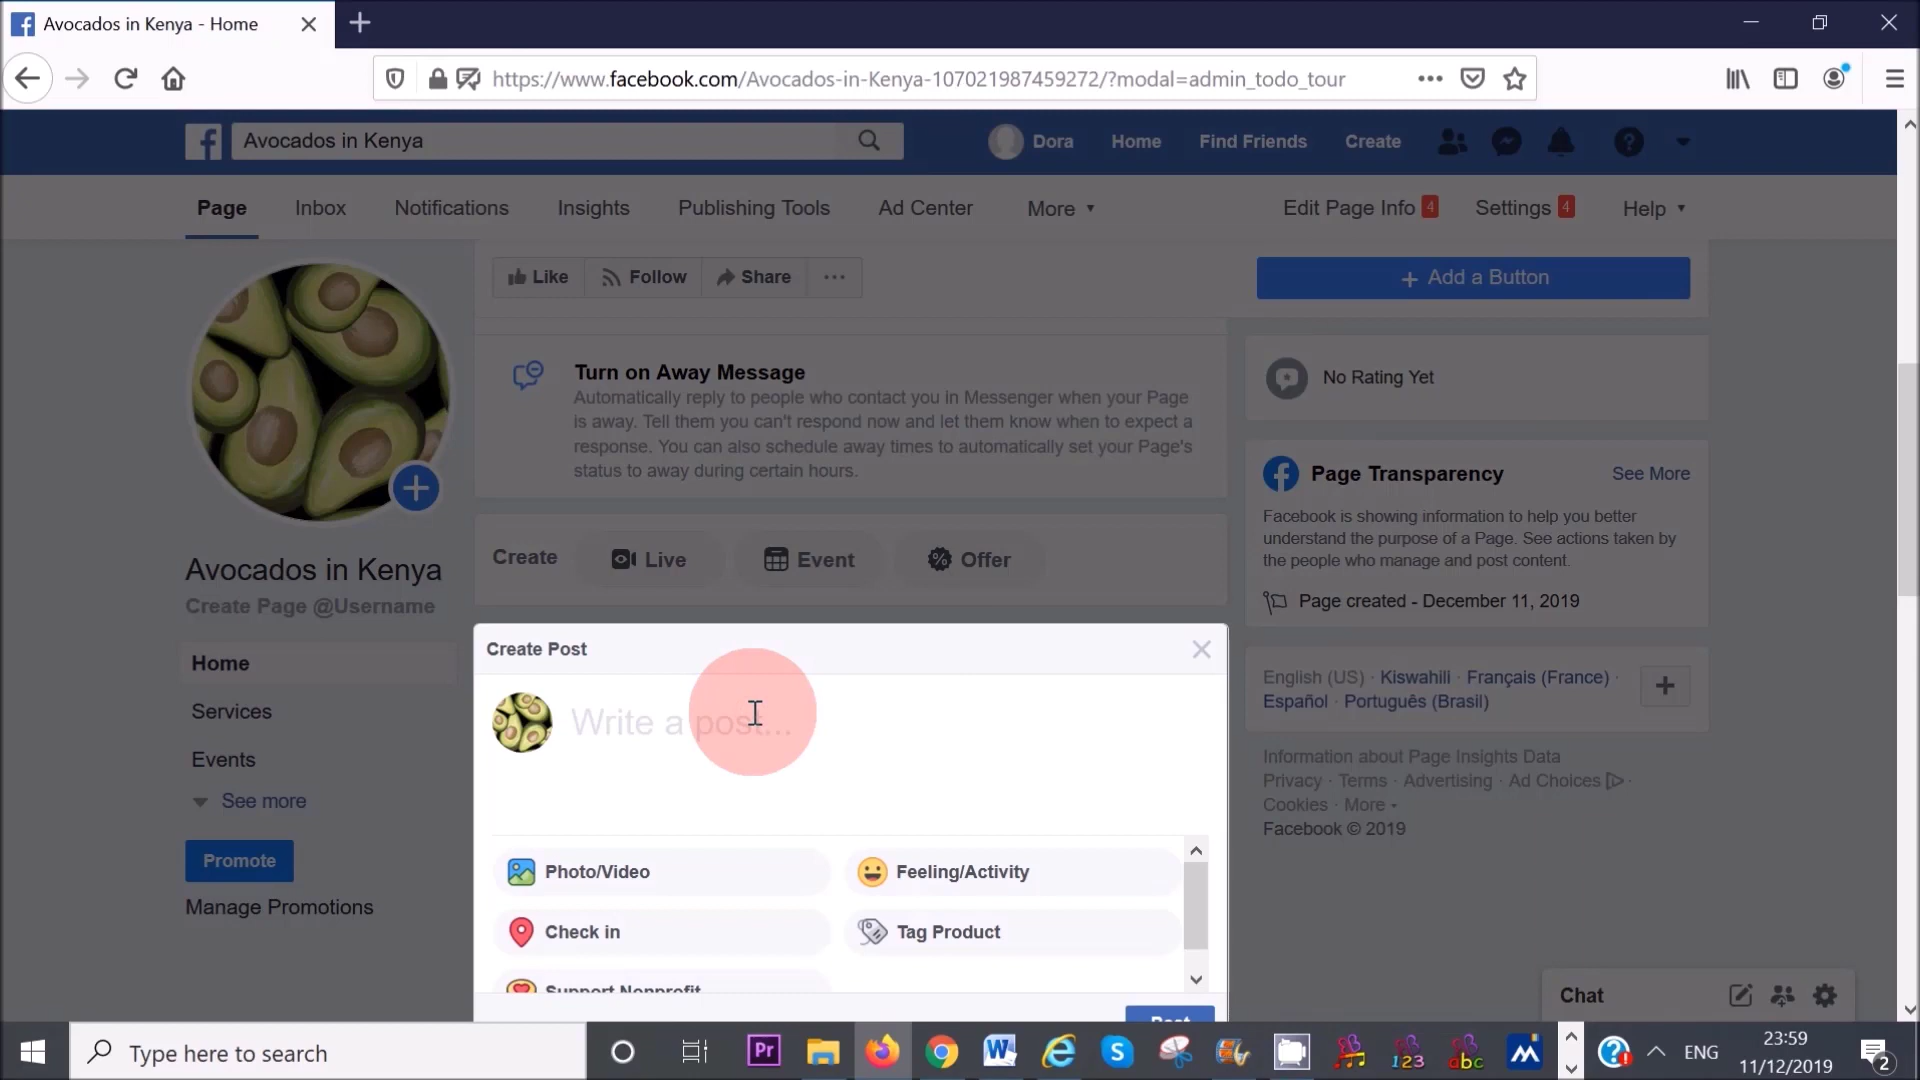 Avocados in Kenya - Home
https://www.facebook.com/Avocados-in-Kenya-107021987459272/?modal=admin_todo_tour
Avocados in Kenya
Dora
Home
Find Friends
Create
Page
Inbox
Notifications
Insights
Publishing Tools
Ad Center
More
Edit Page Info 4
Settings 4
Help
Like
Follow
Share
+ Add a Button
Turn on Away Message
Automatically reply to people who contact you in Messenger when your Page
is away. Tell them you can't respond now and let them know when to expect a
response. You can also schedule away times to automatically set your Page's
status to away during certain hours.
No Rating Yet
Page Transparency
See More
Facebook is showing information to help you better
understand the purpose of a Page. See actions taken by
the people who manage and post content.
Page created - December 11, 2019
Create
Live
Event
Offer
Avocados in Kenya
Create Page @Username
Home
Services
Events
See more
Promote
Manage Promotions
Create Post
Write a post...
Photo/Video
Feeling/Activity
Check in
Tag Product
Support Nonprofit
Post
English (US) · Kiswahili · Français (France) ·
Español · Português (Brasil)
Information about Page Insights Data
Privacy · Terms · Advertising · Ad Choices ·
Cookies · More
Facebook © 2019
Chat
Type here to search
Pr
W
123
abc
ENG
23:59
11/12/2019
2